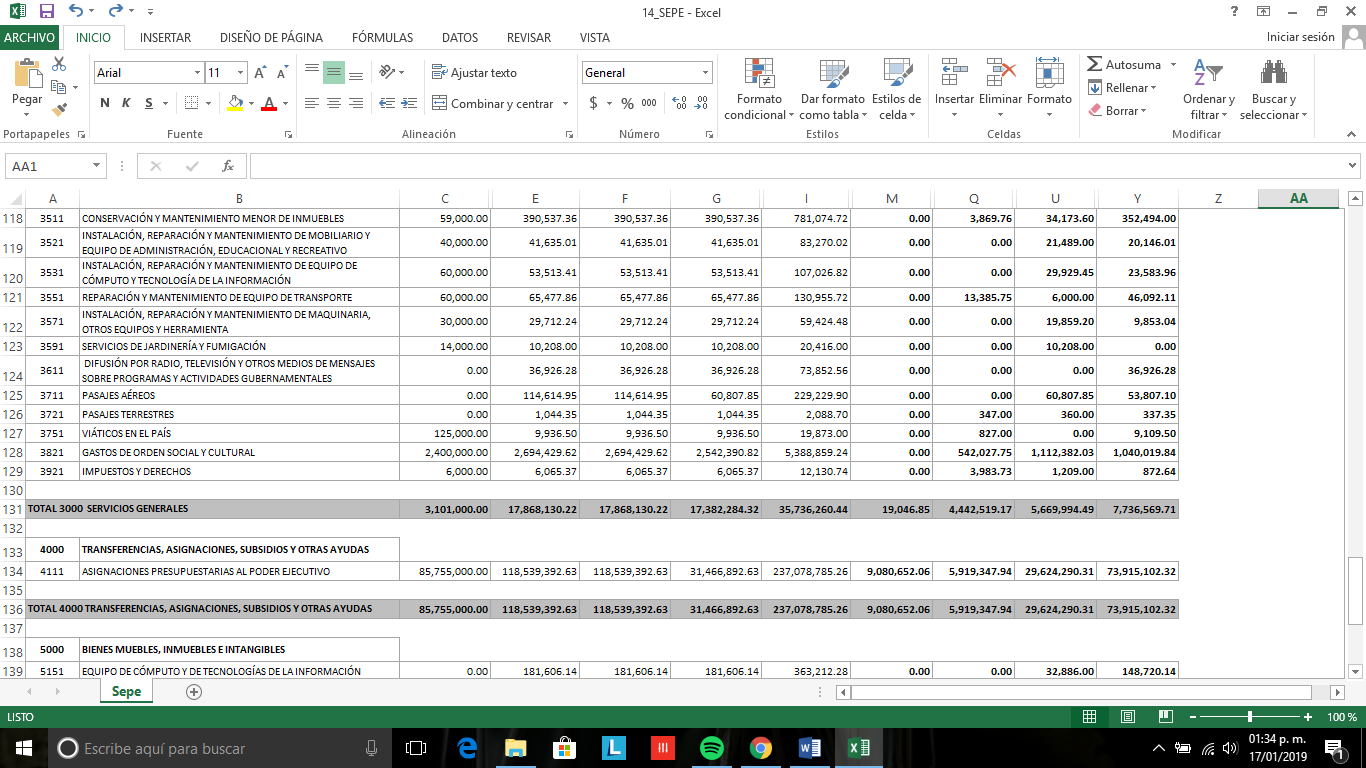 14_SEPE - Excel
?
ARCHIVO INICIO INSERTAR DISEÑO DE PÁGINA FÓRMULAS DATOS REVISAR VISTA Iniciar sesión
Pegar
Arial 11 A A
N K S A
Ajustar texto
Combinar y centrar
General
$ % 000
Formato condicional
Dar formato como tabla
Estilos de celda
Insertar Eliminar Formato
Autosuma
Rellenar
Borrar
Ordenar y filtrar
Buscar y seleccionar
Portapapeles Fuente Alineación Número Estilos Celdas Modificar
AA1 fx
A B C E F G I M Q U Y Z AA
118 3511 CONSERVACIÓN Y MANTENIMIENTO MENOR DE INMUEBLES 59,000.00 390,537.36 390,537.36 390,537.36 781,074.72 0.00 3,869.76 34,173.60 352,494.00
119 3521 INSTALACIÓN, REPARACIÓN Y MANTENIMIENTO DE MOBILIARIO Y EQUIPO DE ADMINISTRACIÓN, EDUCACIONAL Y RECREATIVO 40,000.00 41,635.01 41,635.01 41,635.01 83,270.02 0.00 0.00 21,489.00 20,146.01
120 3531 INSTALACIÓN, REPARACIÓN Y MANTENIMIENTO DE EQUIPO DE CÓMPUTO Y TECNOLOGÍA DE LA INFORMACIÓN 60,000.00 53,513.41 53,513.41 53,513.41 107,026.82 0.00 0.00 29,929.45 23,583.96
121 3551 REPARACIÓN Y MANTENIMIENTO DE EQUIPO DE TRANSPORTE 60,000.00 65,477.86 65,477.86 65,477.86 130,955.72 0.00 13,385.75 6,000.00 46,092.11
122 3571 INSTALACIÓN, REPARACIÓN Y MANTENIMIENTO DE MAQUINARIA, OTROS EQUIPOS Y HERRAMIENTA 30,000.00 29,712.24 29,712.24 29,712.24 59,424.48 0.00 0.00 19,859.20 9,853.04
123 3591 SERVICIOS DE JARDINERÍA Y FUMIGACIÓN 14,000.00 10,208.00 10,208.00 10,208.00 20,416.00 0.00 0.00 10,208.00 0.00
124 3611 DIFUSIÓN POR RADIO, TELEVISIÓN Y OTROS MEDIOS DE MENSAJES SOBRE PROGRAMAS Y ACTIVIDADES GUBERNAMENTALES 0.00 36,926.28 36,926.28 36,926.28 73,852.56 0.00 0.00 0.00 36,926.28
125 3711 PASAJES AÉREOS 0.00 114,614.95 114,614.95 60,807.85 229,229.90 0.00 0.00 60,807.85 53,807.10
126 3721 PASAJES TERRESTRES 0.00 1,044.35 1,044.35 1,044.35 2,088.70 0.00 347.00 360.00 337.35
127 3751 VIÁTICOS EN EL PAÍS 125,000.00 9,936.50 9,936.50 9,936.50 19,873.00 0.00 827.00 0.00 9,109.50
128 3821 GASTOS DE ORDEN SOCIAL Y CULTURAL 2,400,000.00 2,694,429.62 2,694,429.62 2,542,390.82 5,388,859.24 0.00 542,027.75 1,112,382.03 1,040,019.84
129 3921 IMPUESTOS Y DERECHOS 6,000.00 6,065.37 6,065.37 6,065.37 12,130.74 0.00 3,983.73 1,209.00 872.64
130
131 TOTAL 3000 SERVICIOS GENERALES 3,101,000.00 17,868,130.22 17,868,130.22 17,382,284.32 35,736,260.44 19,046.85 4,442,519.17 5,669,994.49 7,736,569.71
132
133 4000 TRANSFERENCIAS, ASIGNACIONES, SUBSIDIOS Y OTRAS AYUDAS
134 4111 ASIGNACIONES PRESUPUESTARIAS AL PODER EJECUTIVO 85,755,000.00 118,539,392.63 118,539,392.63 31,466,892.63 237,078,785.26 9,080,652.06 5,919,347.94 29,624,290.31 73,915,102.32
135
136 TOTAL 4000 TRANSFERENCIAS, ASIGNACIONES, SUBSIDIOS Y OTRAS AYUDAS 85,755,000.00 118,539,392.63 118,539,392.63 31,466,892.63 237,078,785.26 9,080,652.06 5,919,347.94 29,624,290.31 73,915,102.32
137
138 5000 BIENES MUEBLES, INMUEBLES E INTANGIBLES
139 5151 EQUIPO DE CÓMPUTO Y DE TECNOLOGÍAS DE LA INFORMACIÓN 0.00 181,606.14 181,606.14 181,606.14 363,212.28 0.00 0.00 32,886.00 148,720.14
Sepe
LISTO 100 %
Escribe aquí para buscar
01:34 p. m.
17/01/2019
1